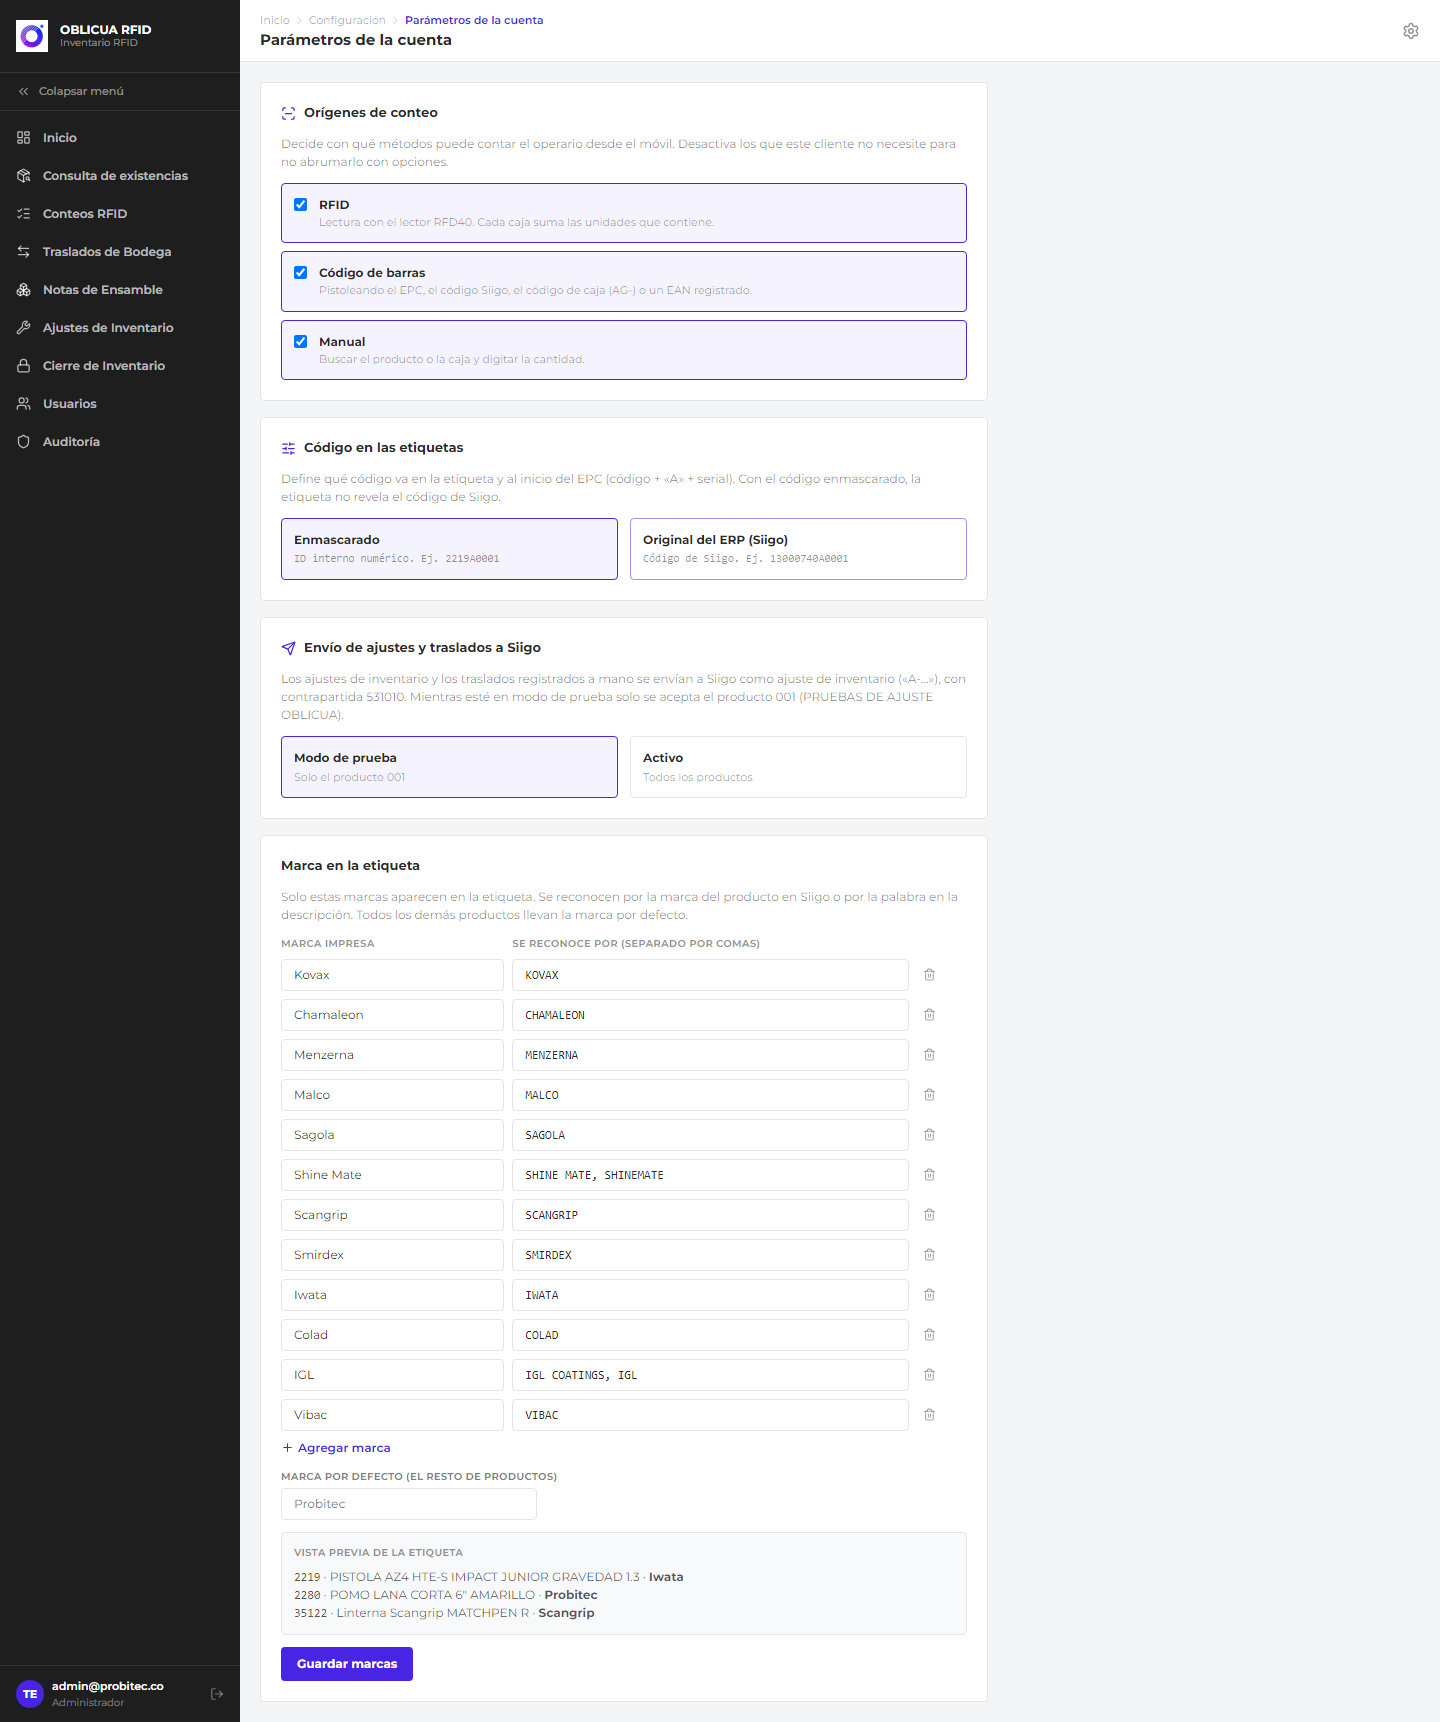 OBLICUA RFID
Inventario RFID
Colapsar menú
Inicio
Consulta de existencias
Conteos RFID
Traslados de Bodega
Notas de Ensamble
Ajustes de Inventario
Cierre de Inventario
Usuarios
Auditoría
TE
admin@probitec.co
Administrador
Inicio > Configuración > Parámetros de la cuenta
Parámetros de la cuenta
Orígenes de conteo
Decide con qué métodos puede contar el operario desde el móvil. Desactiva los que este cliente no necesite para
no abrumarlo con opciones.
RFID
Lectura con el lector RFD40. Cada caja suma las unidades que contiene.
Código de barras
Pistoleando el EPC, el código Siigo, el código de caja (AG-) o un EAN registrado.
Manual
Buscar el producto o la caja y digitar la cantidad.
Código en las etiquetas
Define qué código va en la etiqueta y al inicio del EPC (código + «A» + serial). Con el código enmascarado, la
etiqueta no revela el código de Siigo.
Enmascarado
ID interno numérico. Ej. 2219A0001
Original del ERP (Siigo)
Código de Siigo. Ej. 13000740A0001
Envío de ajustes y traslados a Siigo
Los ajustes de inventario y los traslados registrados a mano se envían a Siigo como ajuste de inventario («A-…»), con
contrapartida 531010. Mientras esté en modo de prueba solo se acepta el producto 001 (PRUEBAS DE AJUSTE
OBLICUA).
Modo de prueba
Solo el producto 001
Activo
Todos los productos
Marca en la etiqueta
Solo estas marcas aparecen en la etiqueta. Se reconocen por la marca del producto en Siigo o por la palabra en la
descripción. Todos los demás productos llevan la marca por defecto.
MARCA IMPRESA SE RECONOCE POR (SEPARADO POR COMAS)
Kovax KOVAX
Chamaleon CHAMALEON
Menzerna MENZERNA
Malco MALCO
Sagola SAGOLA
Shine Mate SHINE MATE, SHINEMATE
Scangrip SCANGRIP
Smirdex SMIRDEX
Iwata IWATA
Colad COLAD
IGL IGL COATINGS, IGL
Vibac VIBAC
+ Agregar marca
MARCA POR DEFECTO (EL RESTO DE PRODUCTOS)
Probitec
VISTA PREVIA DE LA ETIQUETA
2219 · PISTOLA AZ4 HTE-S IMPACT JUNIOR GRAVEDAD 1.3 · Iwata
2280 · POMO LANA CORTA 6" AMARILLO · Probitec
35122 · Linterna Scangrip MATCHPEN R · Scangrip
Guardar marcas